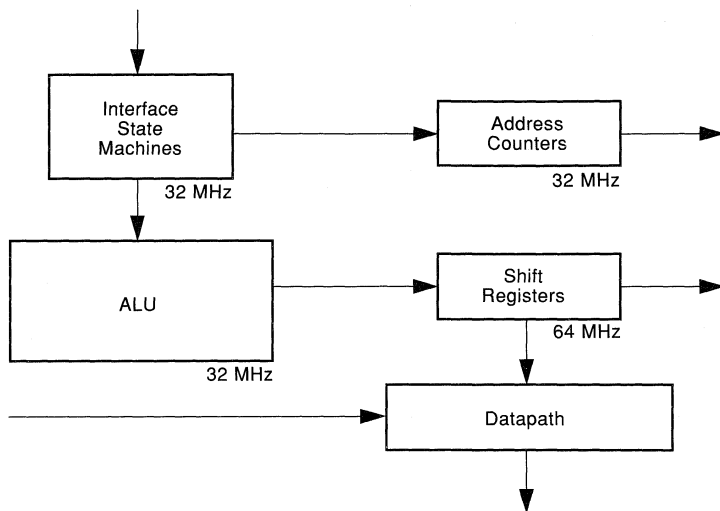 Interface
State
Machines
32 MHz
Address
Counters
32 MHz
ALU
32 MHz
Shift
Registers
64 MHz
Datapath